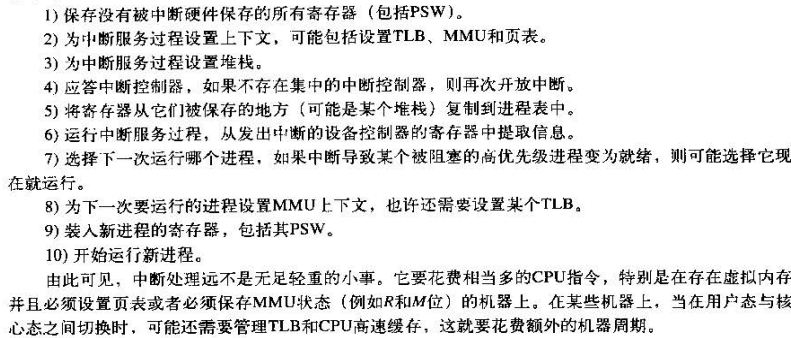 1) 保存没有被中断硬件保存的所有寄存器（包括PSW）。
2) 为中断服务过程设置上下文，可能包括设置TLB、MMU和页表。
3) 为中断服务过程设置堆栈。
4) 应答中断控制器，如果不存在集中的中断控制器，则再次开放中断。
5) 将寄存器从它们被保存的地方（可能是某个堆栈）复制到进程表中。
6) 运行中断服务过程，从发出中断的设备控制器的寄存器中提取信息。
7) 选择下一次运行哪个进程，如果中断导致某个被阻塞的高优先级进程变为就绪，则可能选择它现
在就运行。
8) 为下一次要运行的进程设置MMU上下文，也许还需要设置某个TLB。
9) 装入新进程的寄存器，包括其PSW。
10) 开始运行新进程。
由此可见，中断处理远不是无足轻重的小事。它要花费相当多的CPU指令，特别是在存在虚拟内存
并且必须设置页表或者必须保存MMU状态（例如R和M位）的机器上。在某些机器上，当在用户态与核
心态之间切换时，可能还需要管理TLB和CPU高速缓存，这就要花费额外的机器周期。